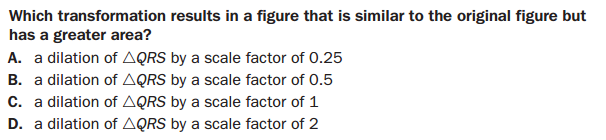 Which transformation results in a figure that is similar to the original figure but
has a greater area?
A. a dilation of △QRS by a scale factor of 0.25
B. a dilation of △QRS by a scale factor of 0.5
C. a dilation of △QRS by a scale factor of 1
D. a dilation of △QRS by a scale factor of 2